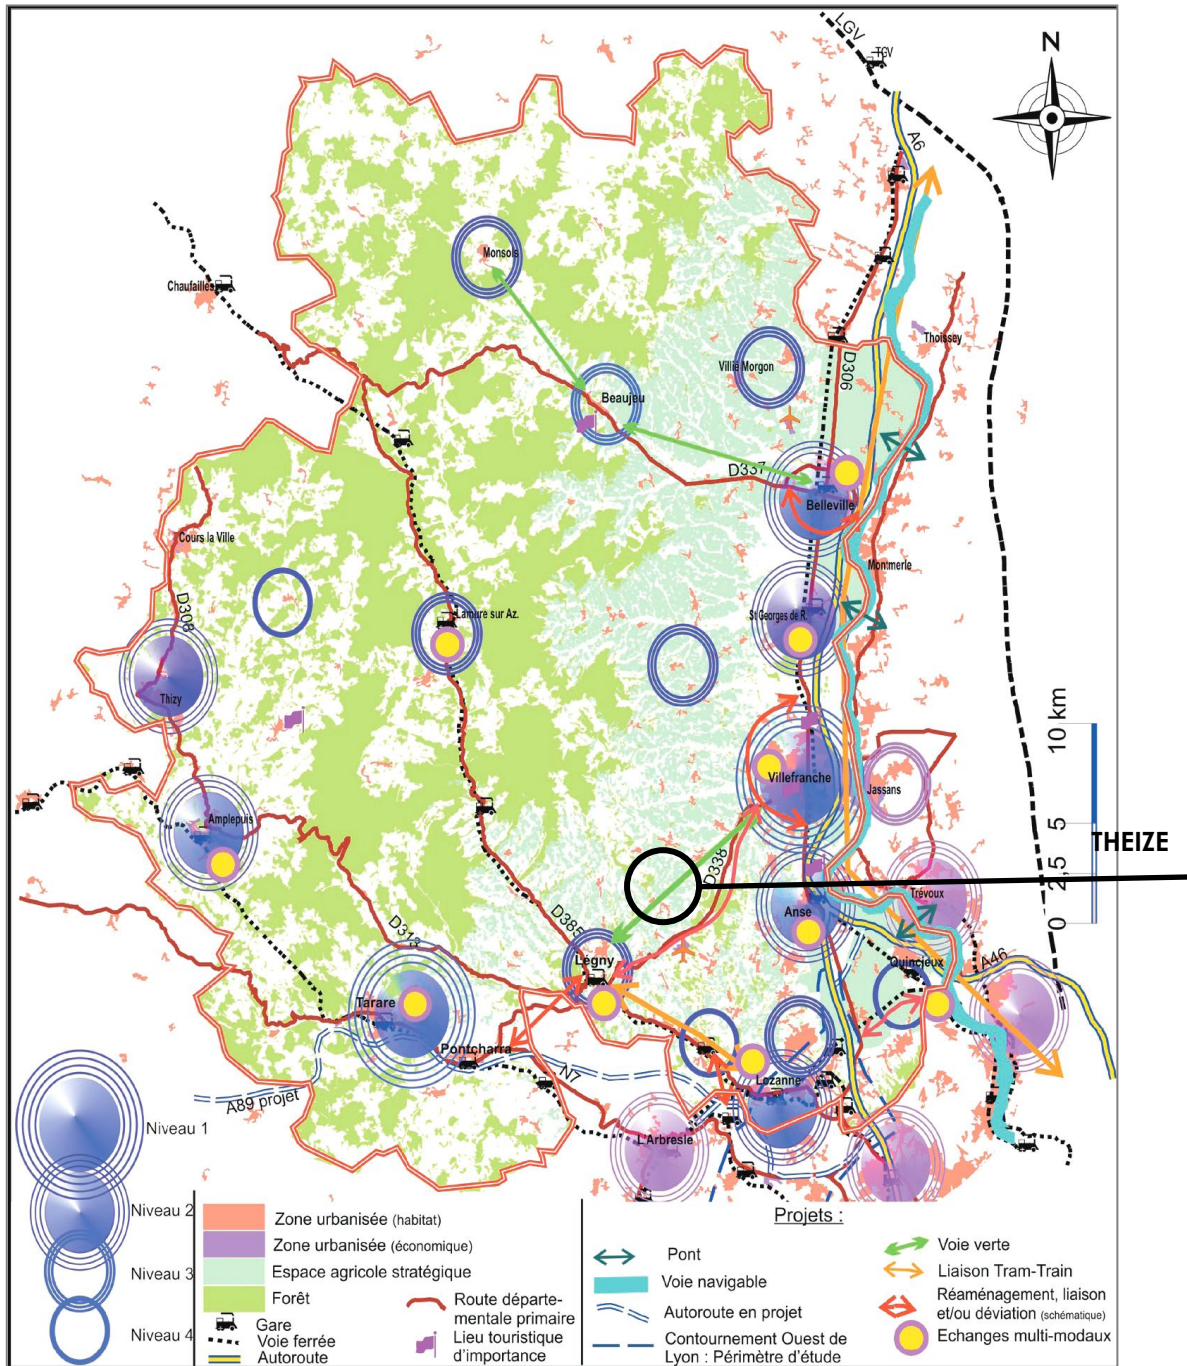 LGV
TGV
N
A6
Monsols
Chaufailles
Thoissey
Villié Morgon
D306
Beaujeu
D337
Belleville
Cours la Ville
Montmerle
D308
Lamure sur Az.
St Georges de R.
Thizy
10 km
Villefranche
Jassans
Amplepuis
5
THEIZE
D338
2,5
Trévoux
Anse
0
D313
D385
Légny
Quincieux
A46
Tarare
Pontcharra
N7
Lozanne
A89 projet
L'Arbresle
Niveau 1
Niveau 2
Niveau 3
Niveau 4
Zone urbanisée (habitat)
Zone urbanisée (économique)
Espace agricole stratégique
Forêt
Gare
Voie ferrée
Autoroute
Route départe-
mentale primaire
Lieu touristique
d'importance
Projets :
Pont
Voie navigable
Autoroute en projet
Contournement Ouest de
Lyon : Périmètre d'étude
Voie verte
Liaison Tram-Train
Réaménagement, liaison
et/ou déviation (schématique)
Echanges multi-modaux